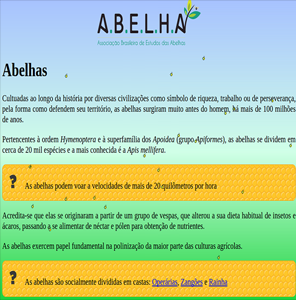 A.B.E.L.H.A
Associação Brasileira de Estudos das Abelhas
Abelhas
Cultuadas ao longo da história por diversas civilizações como símbolo de riqueza, trabalho ou de perseverança,
pela forma como defendem seu território, as abelhas surgiram muito antes do homem, há mais de 100 milhões
de anos.
Pertencentes à ordem Hymenoptera e à superfamília dos Apoidea (grupo Apiformes), as abelhas se dividem em
cerca de 20 mil espécies e a mais conhecida é a Apis mellifera.
? As abelhas podem voar a velocidades de mais de 20 quilômetros por hora
Acredita-se que elas se originaram a partir de um grupo de vespas, que alterou a sua dieta habitual de insetos e
ácaros, passando a se alimentar de néctar e pólen para obtenção de nutrientes.
As abelhas exercem papel fundamental na polinização da maior parte das culturas agrícolas.
? As abelhas são socialmente divididas em castas: Operárias, Zangões e Rainha